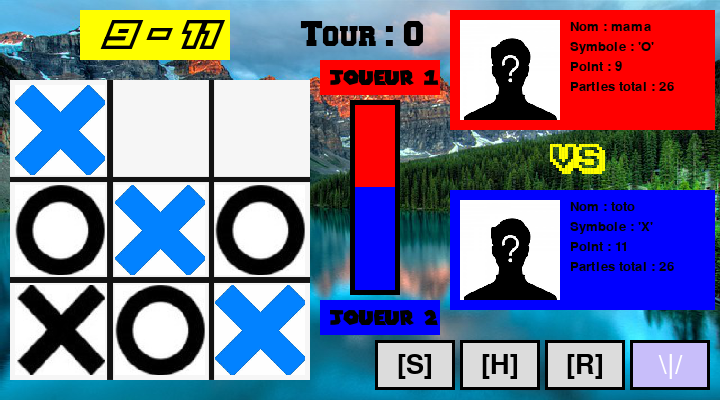 9 - 11
Tour : 0
JOUEUR 1
Nom : mama
Symbole : 'O'
Point : 9
Parties total : 26
VS
Nom : toto
Symbole : 'X'
Point : 11
Parties total : 26
JOUEUR 2
X
O X O
X O X
[S] [H] [R] \|/